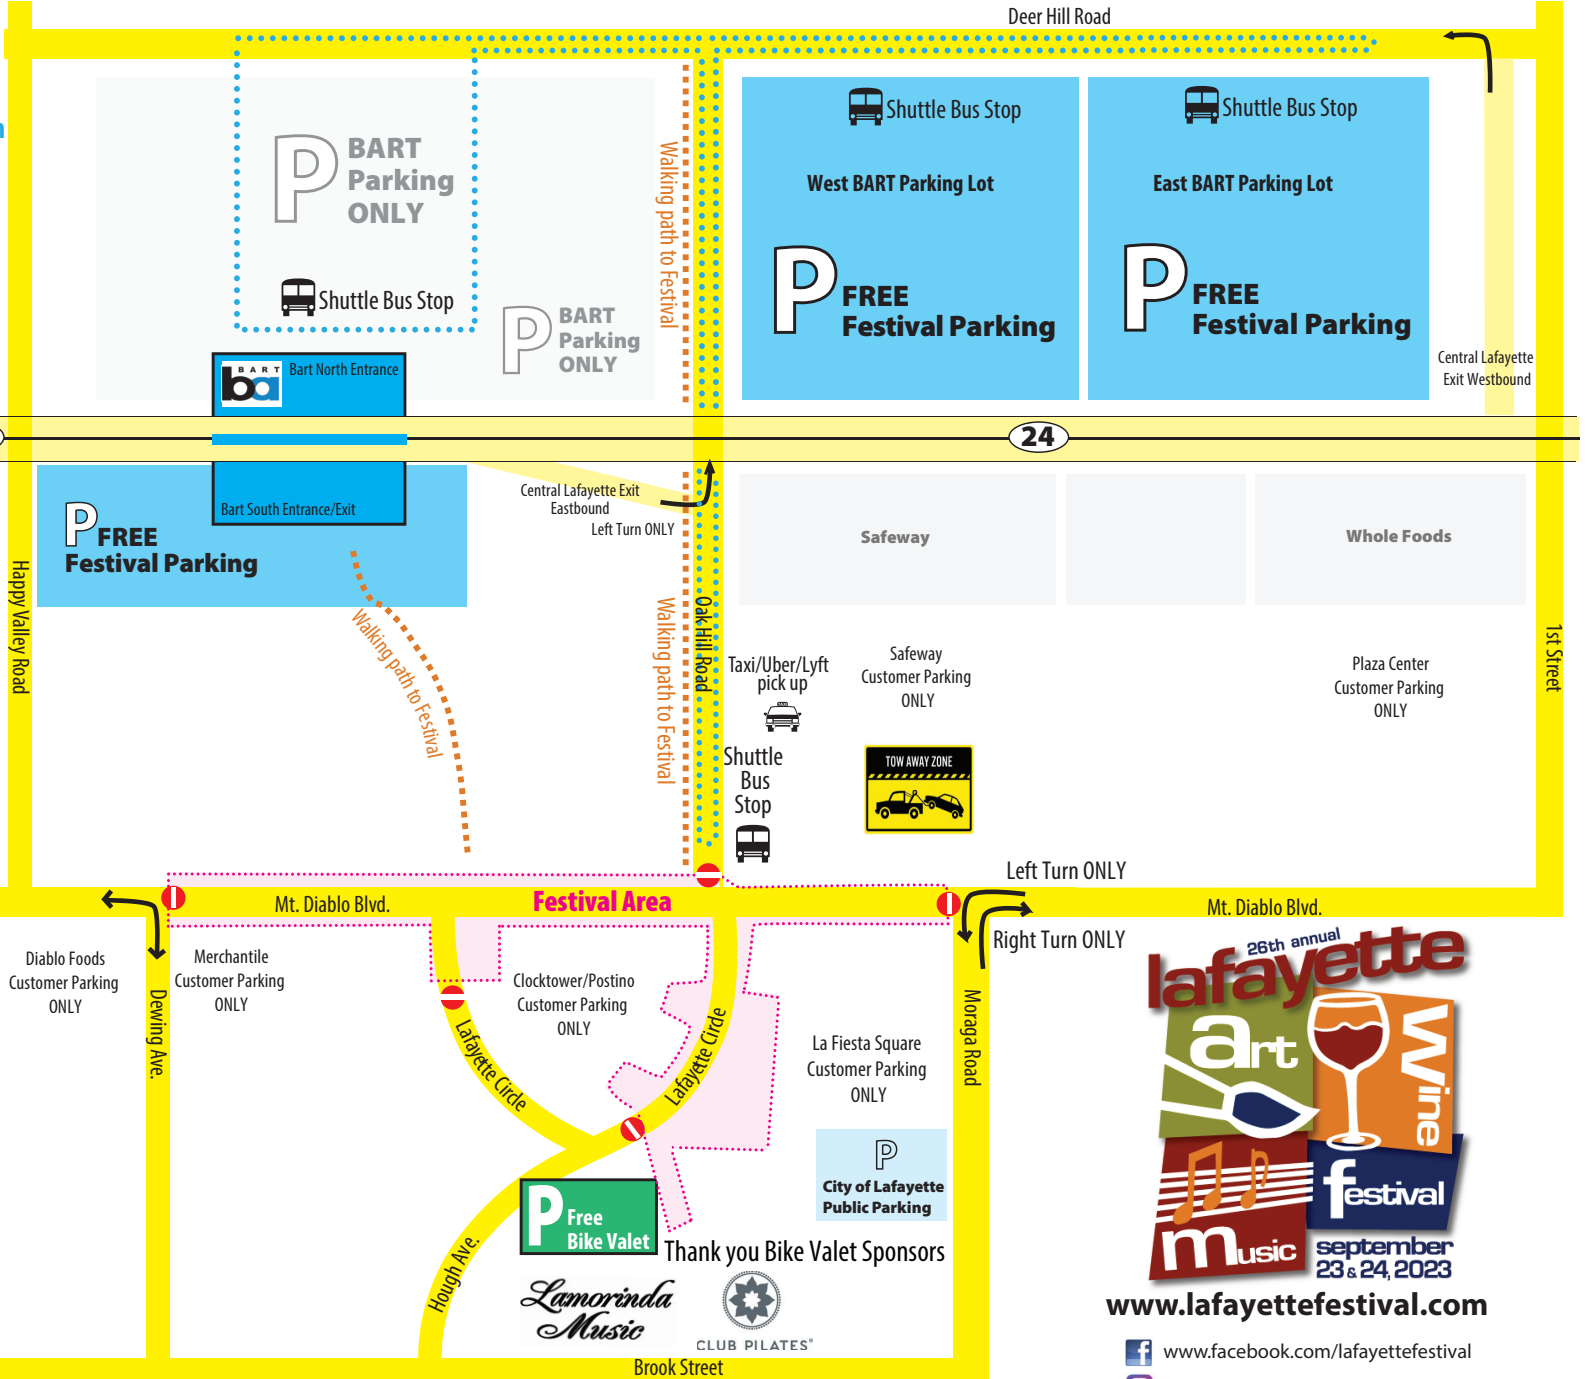 Deer Hill Road
BART
Parking
ONLY
Shuttle Bus Stop
BART
Parking
ONLY
Walking path to Festival
Shuttle Bus Stop
West BART Parking Lot
P FREE
Festival Parking
Shuttle Bus Stop
East BART Parking Lot
P FREE
Festival Parking
Central Lafayette
Exit Westbound
BART
ba
Bart North Entrance
24
Bart South Entrance/Exit
P FREE
Festival Parking
Central Lafayette Exit
Eastbound
Left Turn ONLY
Safeway
Whole Foods
Happy Valley Road
Walking path to Festival
Walking path to Festival
Oak Hill Road
Taxi/Uber/Lyft
pick up
TAXI
Safeway
Customer Parking
ONLY
Plaza Center
Customer Parking
ONLY
1st Street
Shuttle
Bus
Stop
TOW AWAY ZONE
Left Turn ONLY
Mt. Diablo Blvd.
Festival Area
Mt. Diablo Blvd.
Right Turn ONLY
Diablo Foods
Customer Parking
ONLY
Dewing Ave.
Merchantile
Customer Parking
ONLY
Clocktower/Postino
Customer Parking
ONLY
Lafayette Circle
Lafayette Circle
La Fiesta Square
Customer Parking
ONLY
Moraga Road
P
City of Lafayette
Public Parking
P Free
Bike Valet
Hough Ave.
Thank you Bike Valet Sponsors
Lamorinda
Music
CLUB PILATES®
Brook Street
26th annual
lafayette
art
Wine
festival
music
september
23 & 24, 2023
www.lafayettefestival.com
f www.facebook.com/lafayettefestival